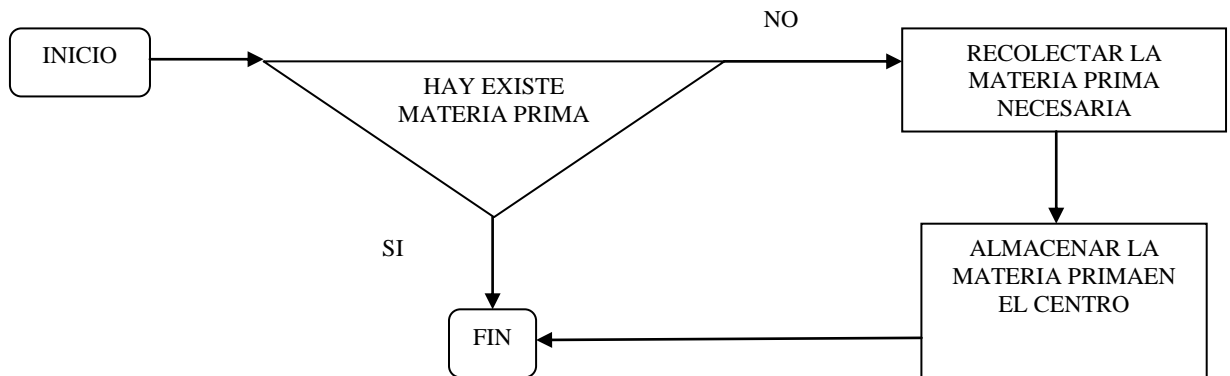 INICIO
HAY EXISTE
MATERIA PRIMA
NO
RECOLECTAR LA
MATERIA PRIMA
NECESARIA
SI
ALMACENAR LA
MATERIA PRIMAEN
EL CENTRO
FIN